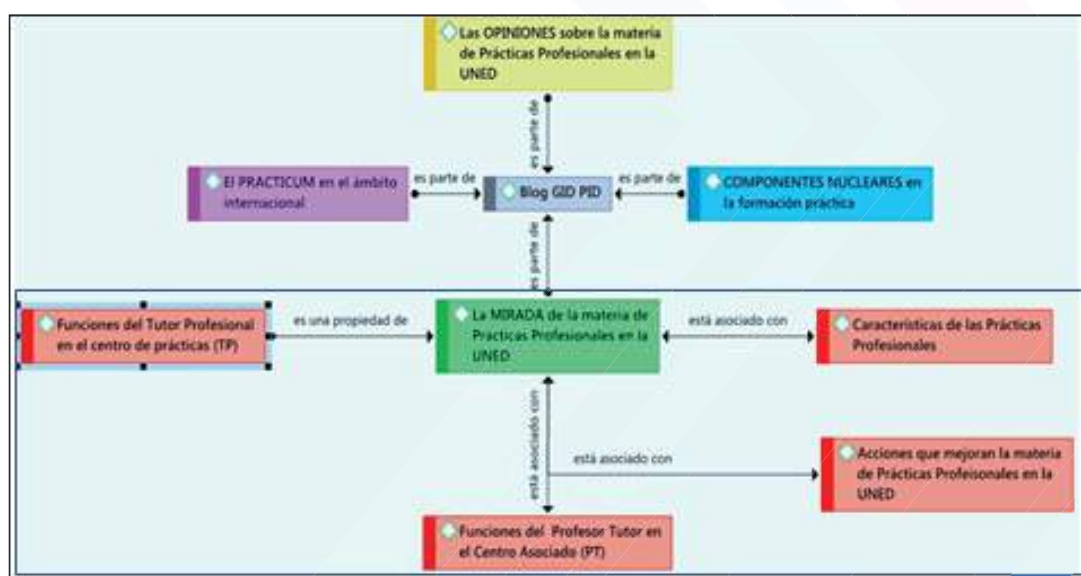 Las OPINIONES sobre la materia
de Prácticas Profesionales en la
UNED
es parte de
El PRACTICUM en el ámbito
internacional
es parte de
Blog GID PID
es parte de
COMPONENTES NUCLEARES en
la formación práctica
es parte de
Funciones del Tutor Profesional
en el centro de prácticas (TP)
es una propiedad de
La MIRADA de la materia de
Practicas Profesionales en la
UNED
está asociado con
Características de las Prácticas
Profesionales
está asociado con
está asociado con
Acciones que mejoran la materia
de Prácticas Profeisonales en la
UNED
Funciones del Profesor Tutor en
el Centro Asociado (PT)